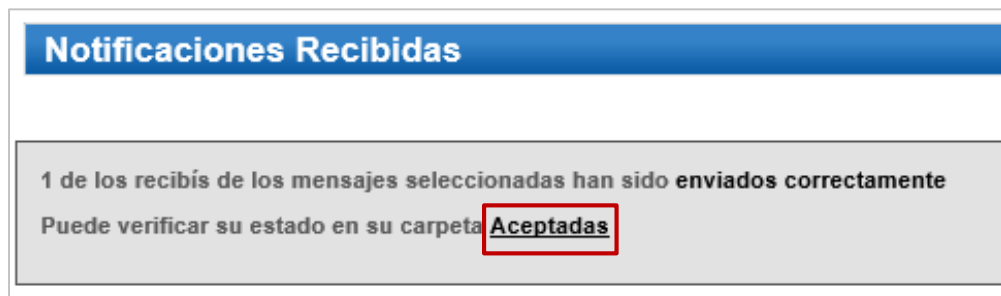 Notificaciones Recibidas
1 de los recibís de los mensajes seleccionadas han sido enviados correctamente
Puede verificar su estado en su carpeta Aceptadas